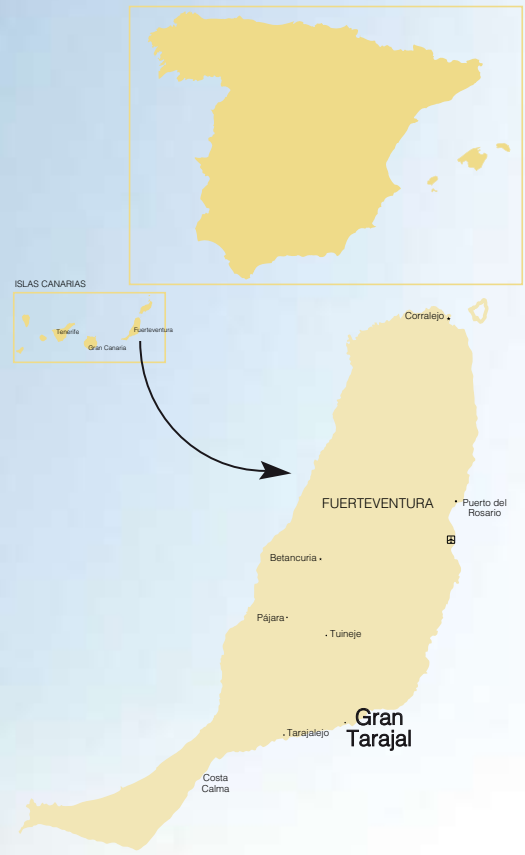 ISLAS CANARIAS
Tenerife
Gran Canaria
Fuerteventura
Corralejo
FUERTEVENTURA
Puerto del
Rosario
Betancuria
Pájara
Tuineje
Gran
Tarajal
Tarajalejo
Costa
Calma